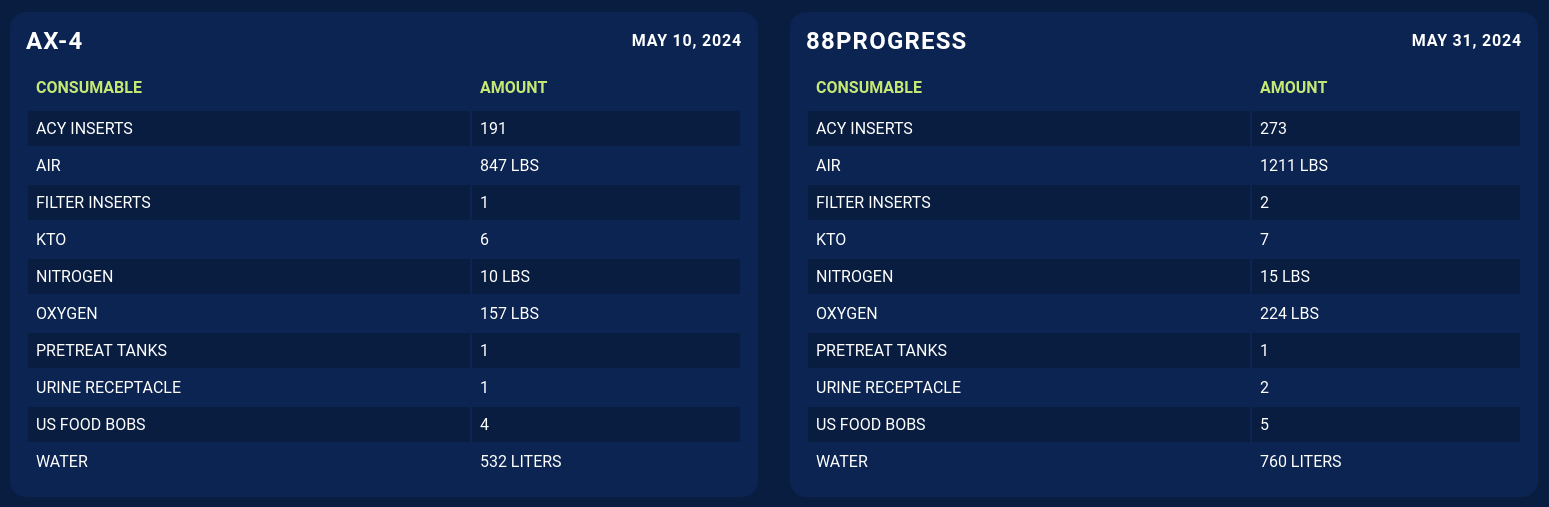 AX-4 MAY 10, 2024
CONSUMABLE AMOUNT
ACY INSERTS 191
AIR 847 LBS
FILTER INSERTS 1
KTO 6
NITROGEN 10 LBS
OXYGEN 157 LBS
PRETREAT TANKS 1
URINE RECEPTACLE 1
US FOOD BOBS 4
WATER 532 LITERS
88PROGRESS MAY 31, 2024
CONSUMABLE AMOUNT
ACY INSERTS 273
AIR 1211 LBS
FILTER INSERTS 2
KTO 7
NITROGEN 15 LBS
OXYGEN 224 LBS
PRETREAT TANKS 1
URINE RECEPTACLE 2
US FOOD BOBS 5
WATER 760 LITERS